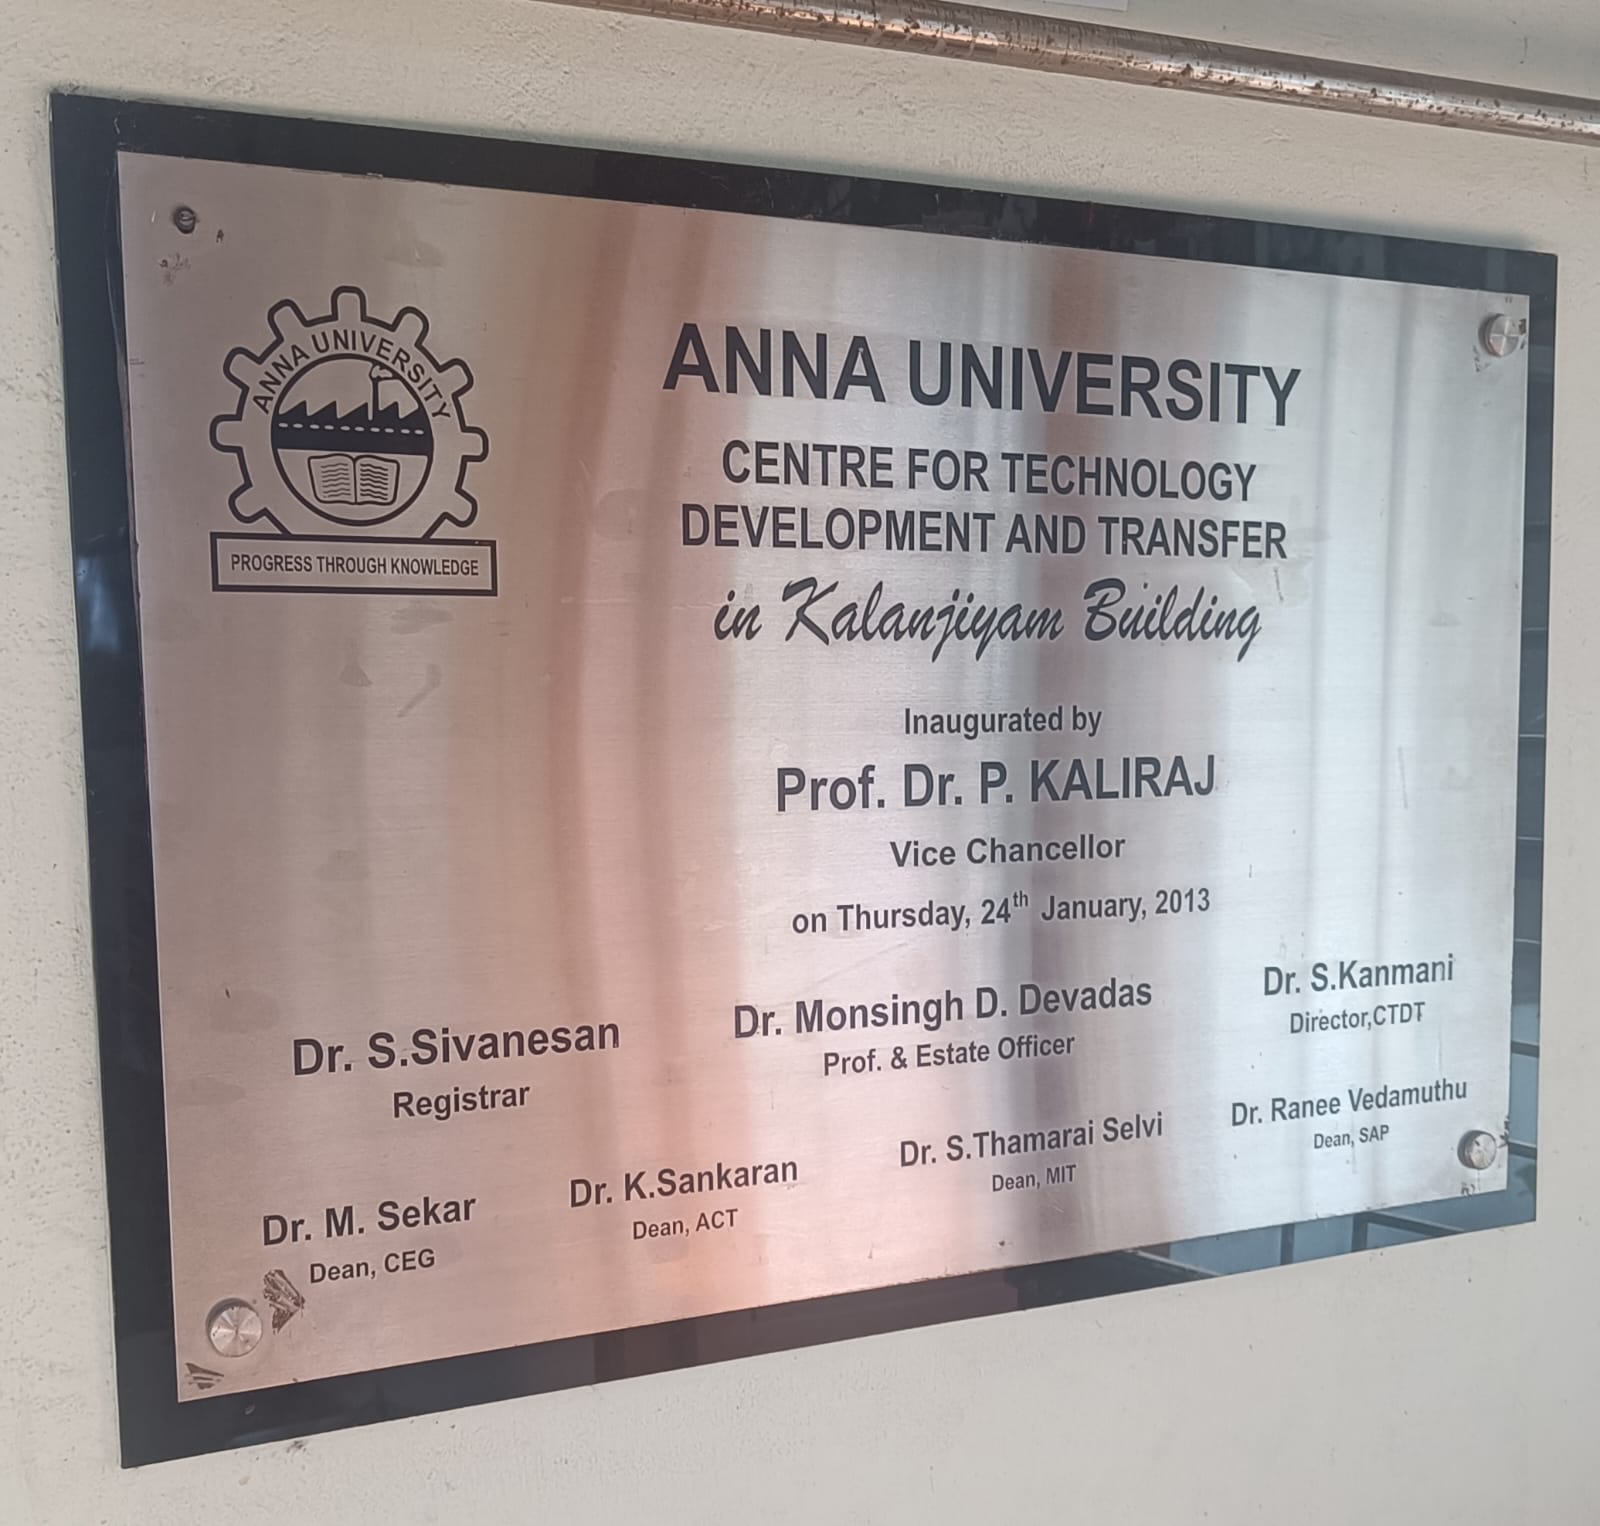 ANNA UNIVERSITY
PROGRESS THROUGH KNOWLEDGE
ANNA UNIVERSITY
CENTRE FOR TECHNOLOGY
DEVELOPMENT AND TRANSFER
in Kalanjiyam Building
Inaugurated by
Prof. Dr. P. KALIRAJ
Vice Chancellor
on Thursday, 24th January, 2013
Dr. S.Sivanesan
Registrar
Dr. Monsingh D. Devadas
Prof. & Estate Officer
Dr. S.Kanmani
Director,CTDT
Dr. M. Sekar
Dean, CEG
Dr. K.Sankaran
Dean, ACT
Dr. S.Thamarai Selvi
Dean, MIT
Dr. Ranee Vedamuthu
Dean, SAP